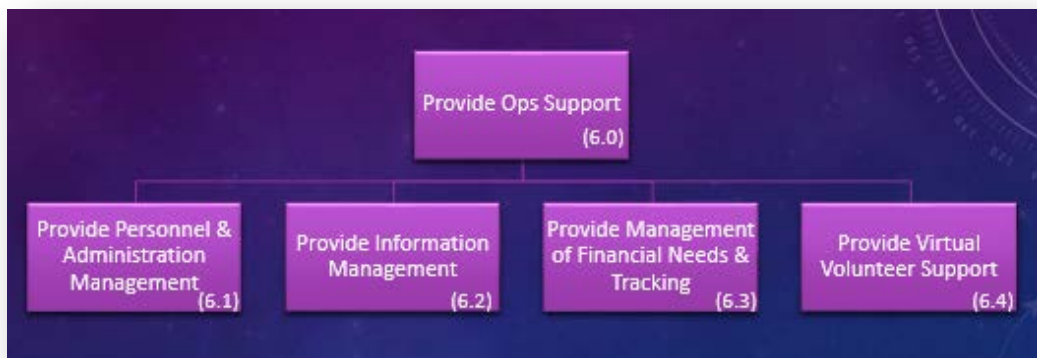 Provide Ops Support
(6.0)
Provide Personnel &
Administration
Management
(6.1)
Provide Information
Management
(6.2)
Provide Management
of Financial Needs &
Tracking
(6.3)
Provide Virtual
Volunteer Support
(6.4)